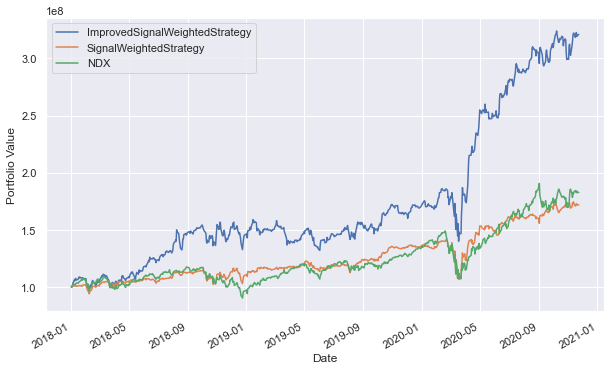 1e8
ImprovedSignalWeightedStrategy
SignalWeightedStrategy
NDX
3.0
2.5
2.0
1.5
1.0
Portfolio Value
2018-01
2018-05
2018-09
2019-01
2019-05
2019-09
2020-01
2020-05
2020-09
2021-01
Date